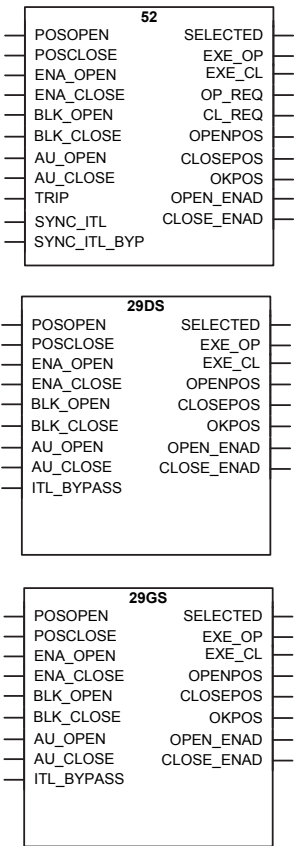 52
POSOPEN SELECTED
POSCLOSE EXE_OP
ENA_OPEN EXE_CL
ENA_CLOSE OP_REQ
BLK_OPEN CL_REQ
BLK_CLOSE OPENPOS
AU_OPEN CLOSEPOS
AU_CLOSE OKPOS
TRIP OPEN_ENAD
SYNC_ITL CLOSE_ENAD
SYNC_ITL_BYP
29DS
POSOPEN SELECTED
POSCLOSE EXE_OP
ENA_OPEN EXE_CL
ENA_CLOSE OPENPOS
BLK_OPEN CLOSEPOS
BLK_CLOSE OKPOS
AU_OPEN OPEN_ENAD
AU_CLOSE CLOSE_ENAD
ITL_BYPASS
29GS
POSOPEN SELECTED
POSCLOSE EXE_OP
ENA_OPEN EXE_CL
ENA_CLOSE OPENPOS
BLK_OPEN CLOSEPOS
BLK_CLOSE OKPOS
AU_OPEN OPEN_ENAD
AU_CLOSE CLOSE_ENAD
ITL_BYPASS